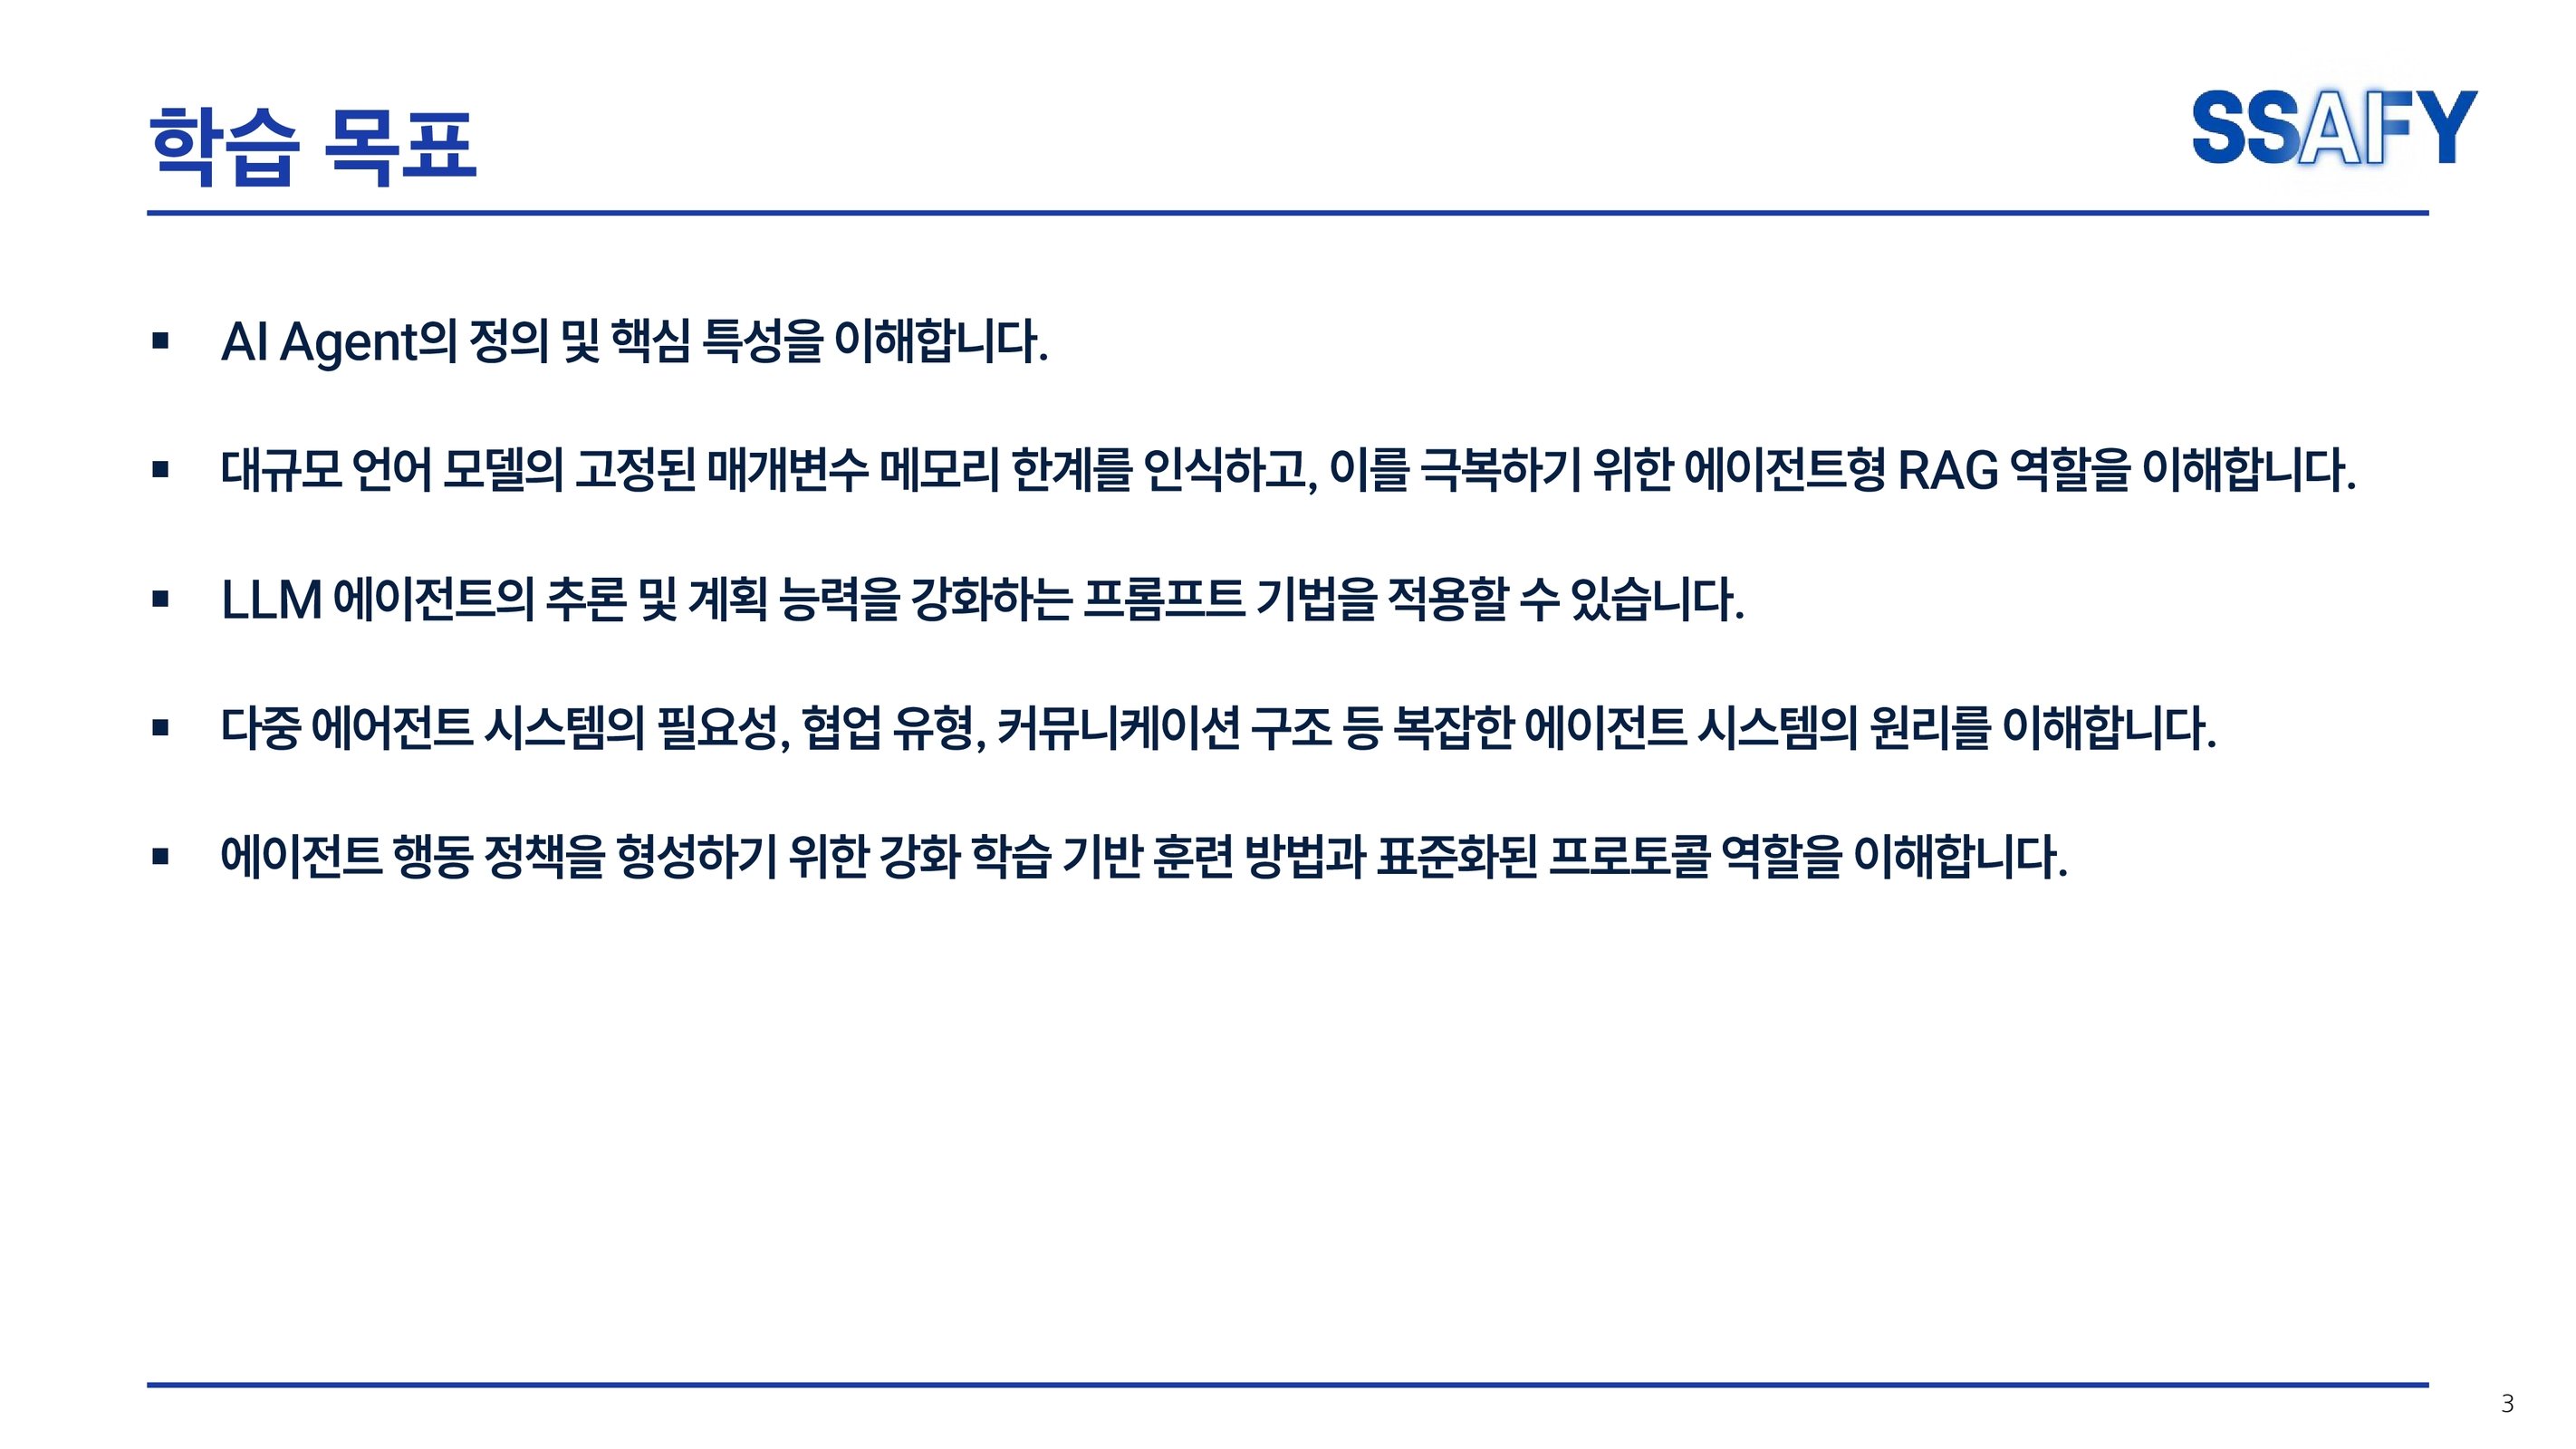 학습 목표
SSAFY
AI Agent의 정의 및 핵심 특성을 이해합니다.
대규모 언어 모델의 고정된 매개변수 메모리 한계를 인식하고, 이를 극복하기 위한 에이전트형 RAG 역할을 이해합니다.
LLM 에이전트의 추론 및 계획 능력을 강화하는 프롬프트 기법을 적용할 수 있습니다.
다중 에어전트 시스템의 필요성, 협업 유형, 커뮤니케이션 구조 등 복잡한 에이전트 시스템의 원리를 이해합니다.
에이전트 행동 정책을 형성하기 위한 강화 학습 기반 훈련 방법과 표준화된 프로토콜 역할을 이해합니다.
3